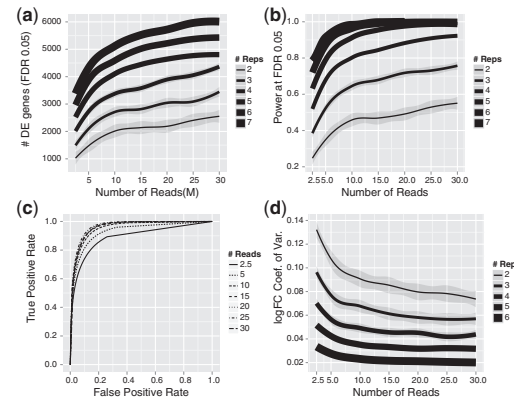 (a)
# DE genes (FDR 0.05)
6000
5000
4000
3000
2000
1000
5 10 15 20 25 30
Number of Reads(M)
# Reps
2
3
4
5
6
7
(b)
Power at FDR 0.05
1.0
0.8
0.6
0.4
0.2
2.5 5.0 10.0 15.0 20.0 25.0 30.0
Number of Reads
# Reps
2
3
4
5
6
7
(c)
True Positive Rate
1.0
0.8
0.6
0.4
0.2
0.0
0.0 0.2 0.4 0.6 0.8 1.0
False Positive Rate
# Reads
2.5
5
10
15
20
25
30
(d)
logFC Coef. of Var.
0.14
0.12
0.10
0.08
0.06
0.04
0.02
2.5 5.0 10.0 15.0 20.0 25.0 30.0
Number of Reads
# Rep
2
3
4
5
6